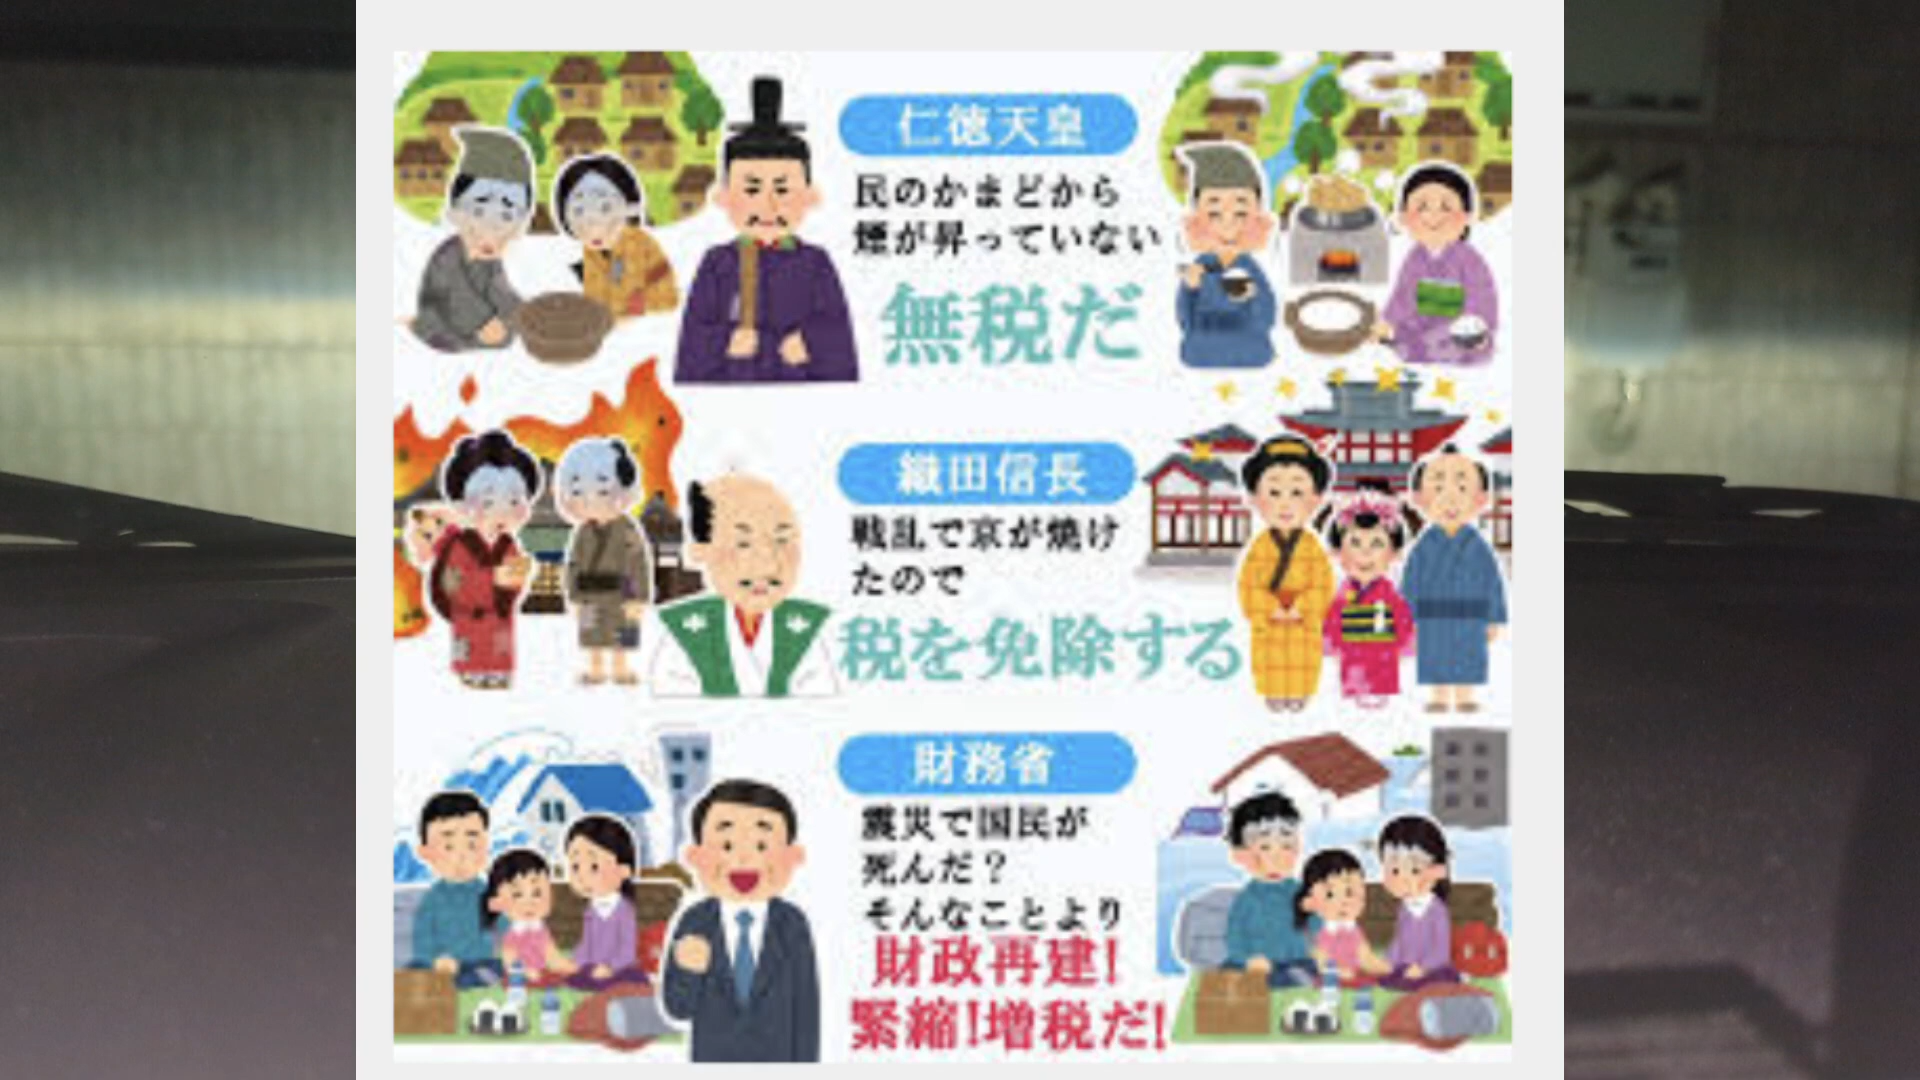 仁徳天皇
民のかまどから
煙が昇っていない
無税だ
織田信長
戦乱で京が焼け
たので
税を免除する
財務省
震災で国民が
死んだ？
そんなことより
財政再建!
緊縮!増税だ!